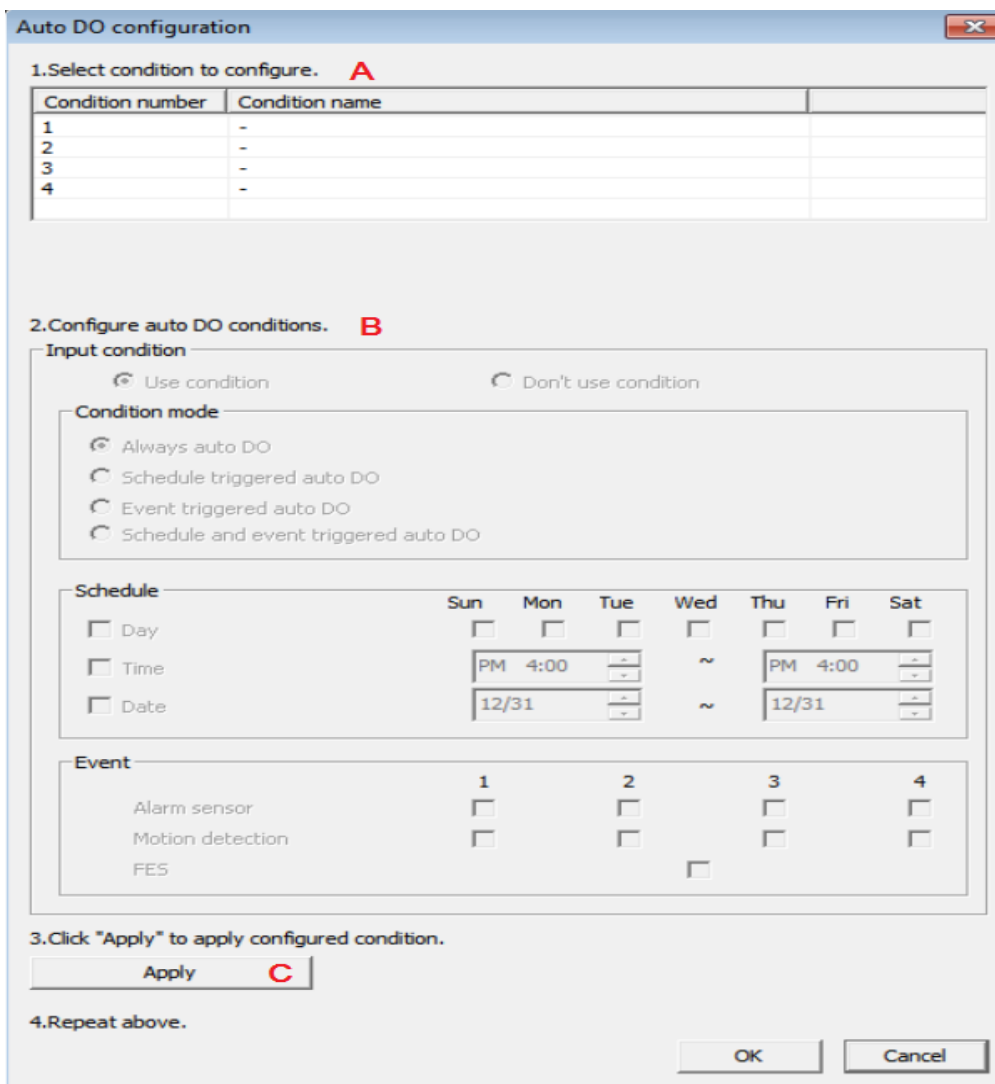 Auto DO configuration
1.Select condition to configure. A
Condition number Condition name
1 -
2 -
3 -
4 -
2.Configure auto DO conditions. B
Input condition
Use condition Don't use condition
Condition mode
Always auto DO
Schedule triggered auto DO
Event triggered auto DO
Schedule and event triggered auto DO
Schedule
Sun Mon Tue Wed Thu Fri Sat
Day
Time PM 4:00 ~ PM 4:00
Date 12/31 ~ 12/31
Event
1 2 3 4
Alarm sensor
Motion detection
FES
3.Click "Apply" to apply configured condition.
Apply C
4.Repeat above.
OK Cancel